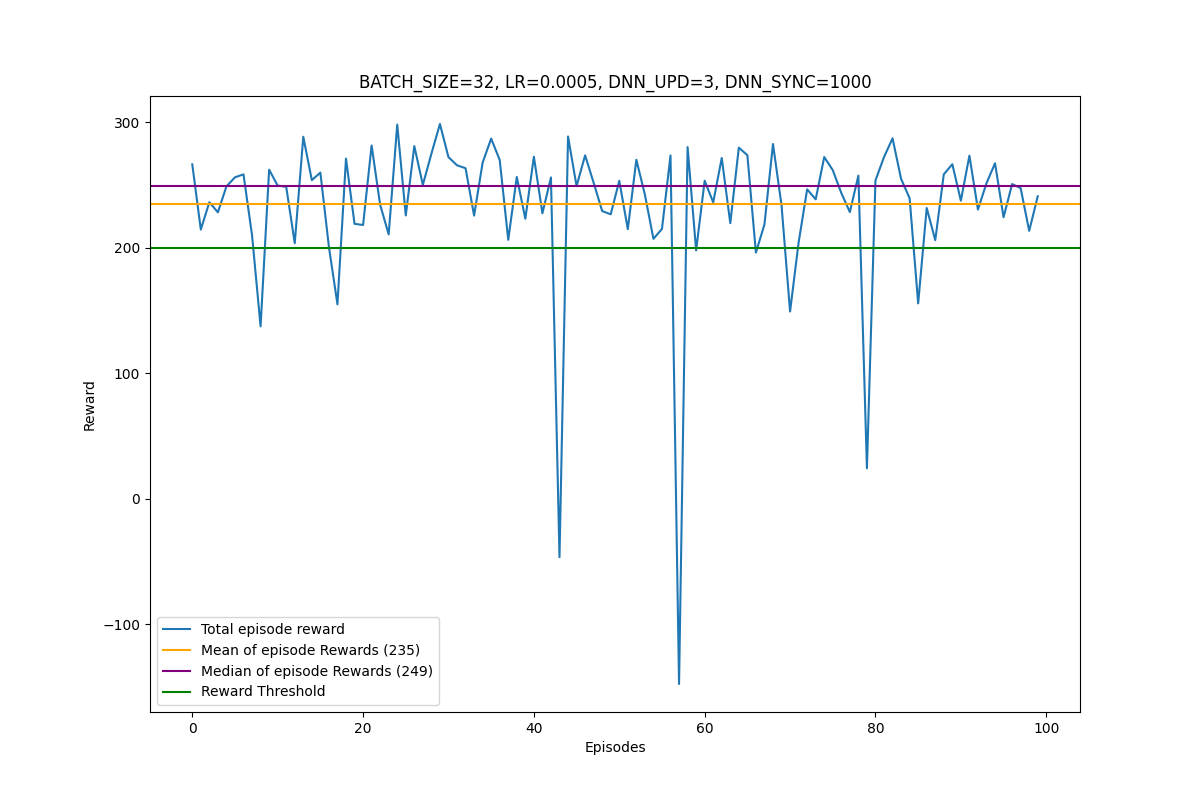 BATCH_SIZE=32, LR=0.0005, DNN_UPD=3, DNN_SYNC=1000
300
200
100
0
−100
Reward
Total episode reward
Mean of episode Rewards (235)
Median of episode Rewards (249)
Reward Threshold
0 20 40 60 80 100
Episodes